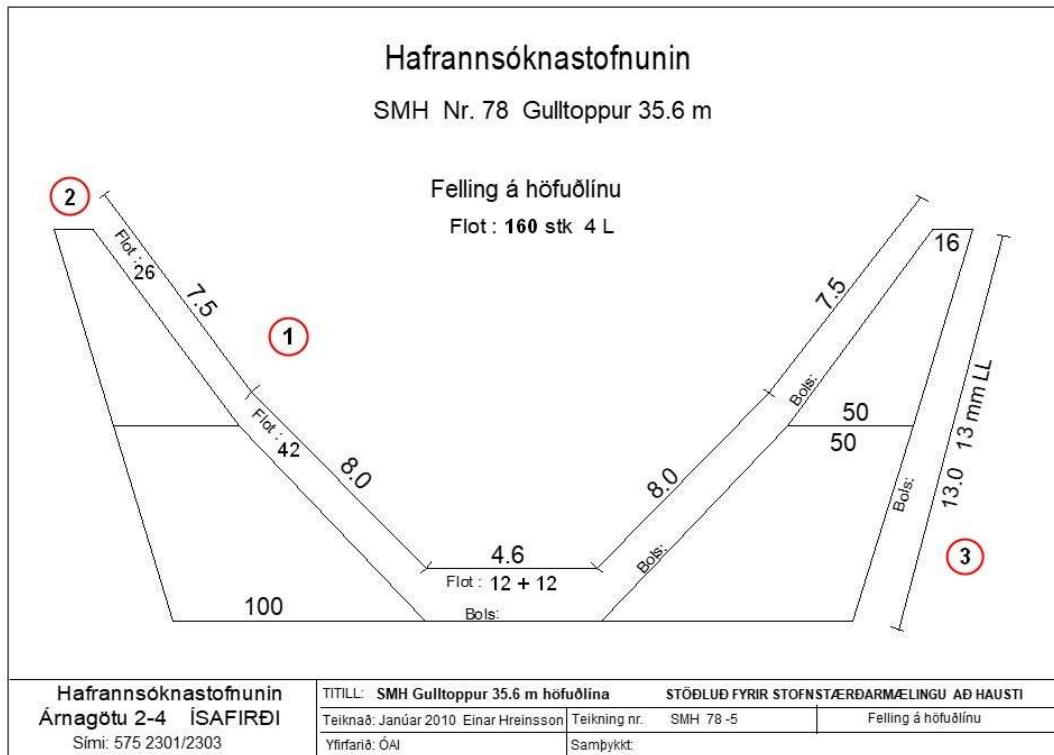 Hafrannsóknastofnunin
SMH Nr. 78 Gulltoppur 35.6 m
Felling á höfuðlínu
Flot : 160 stk 4 L
2
Flot : 26
7.5
1
Flot : 42
8.0
4.6
Flot : 12 + 12
Bols:
100
8.0
Bols:
7.5
Bols:
16
50
50
Bols:
13.0 13 mm LL
3
Hafrannsóknastofnunin
Árnagötu 2-4 ÍSAFIRÐI
Sími: 575 2301/2303
TITILL: SMH Gulltoppur 35.6 m höfuðlína STÖÐLUÐ FYRIR STOFNSTÆRÐARMÆLINGU AÐ HAUSTI
Teiknað: Janúar 2010 Einar Hreinsson Teikning nr. SMH 78 -5 Felling á höfuðlínu
Yfirfarið: ÓAI Samþykkt: